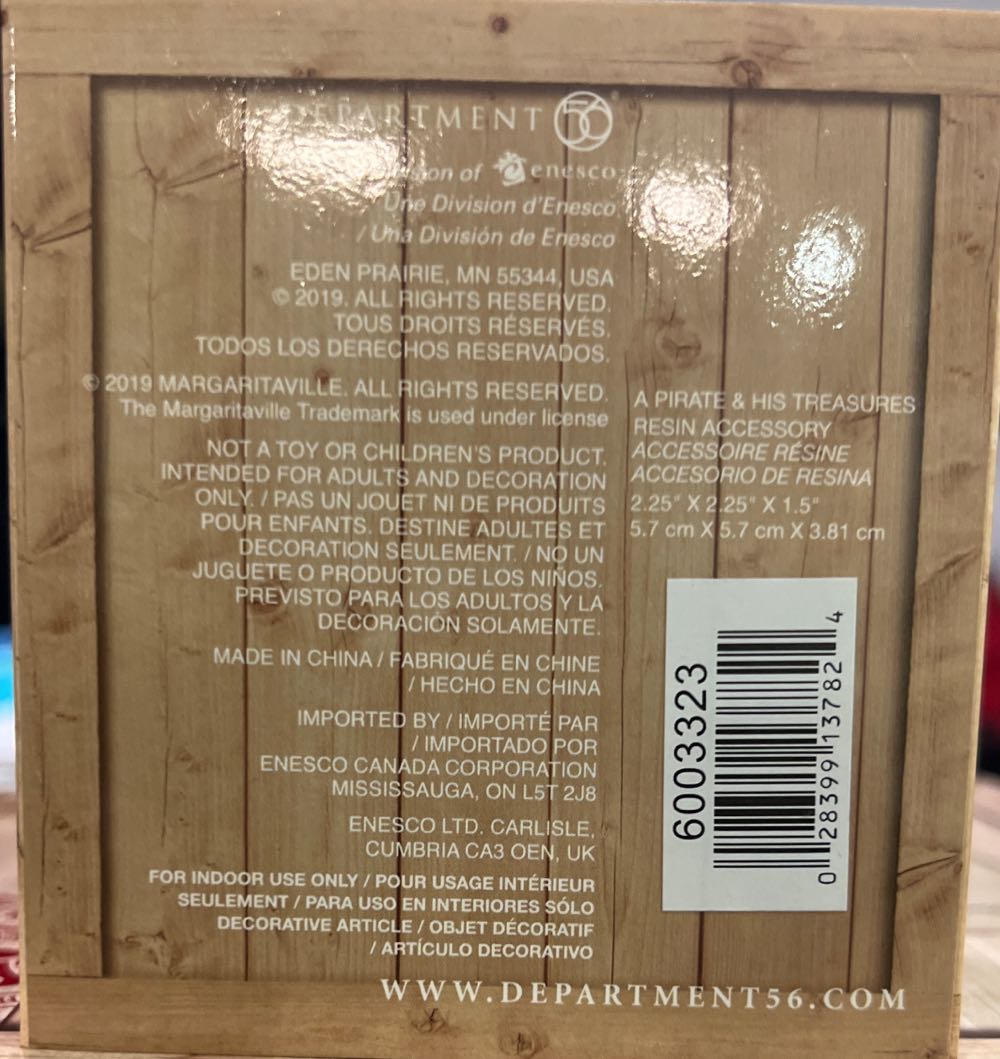 DEPARTMENT 56®
of enesco
Une Division d'Enesco
/ Una División de Enesco
EDEN PRAIRIE, MN 55344, USA
© 2019. ALL RIGHTS RESERVED.
TOUS DROITS RÉSERVÉS.
TODOS LOS DERECHOS RESERVADOS.
© 2019 MARGARITAVILLE. ALL RIGHTS RESERVED.
The Margaritaville Trademark is used under license
NOT A TOY OR CHILDREN'S PRODUCT.
INTENDED FOR ADULTS AND DECORATION
ONLY. / PAS UN JOUET NI DE PRODUITS
POUR ENFANTS. DESTINE ADULTES ET
DECORATION SEULEMENT. / NO UN
JUGUETE O PRODUCTO DE LOS NIÑOS.
PREVISTO PARA LOS ADULTOS Y LA
DECORACIÓN SOLAMENTE.
MADE IN CHINA / FABRIQUÉ EN CHINE
/ HECHO EN CHINA
IMPORTED BY / IMPORTÉ PAR
/ IMPORTADO POR
ENESCO CANADA CORPORATION
MISSISSAUGA, ON L5T 2J8
ENESCO LTD. CARLISLE,
CUMBRIA CA3 OEN, UK
FOR INDOOR USE ONLY / POUR USAGE INTÉRIEUR
SEULEMENT / PARA USO EN INTERIORES SÓLO
DECORATIVE ARTICLE / OBJET DÉCORATIF
/ ARTÍCULO DECORATIVO
A PIRATE & HIS TREASURES
RESIN ACCESSORY
ACCESSOIRE RÉSINE
ACCESORIO DE RESINA
2.25" X 2.25" X 1.5"
5.7 cm X 5.7 cm X 3.81 cm
6003323
0 28399 13782 4
WWW.DEPARTMENT56.COM